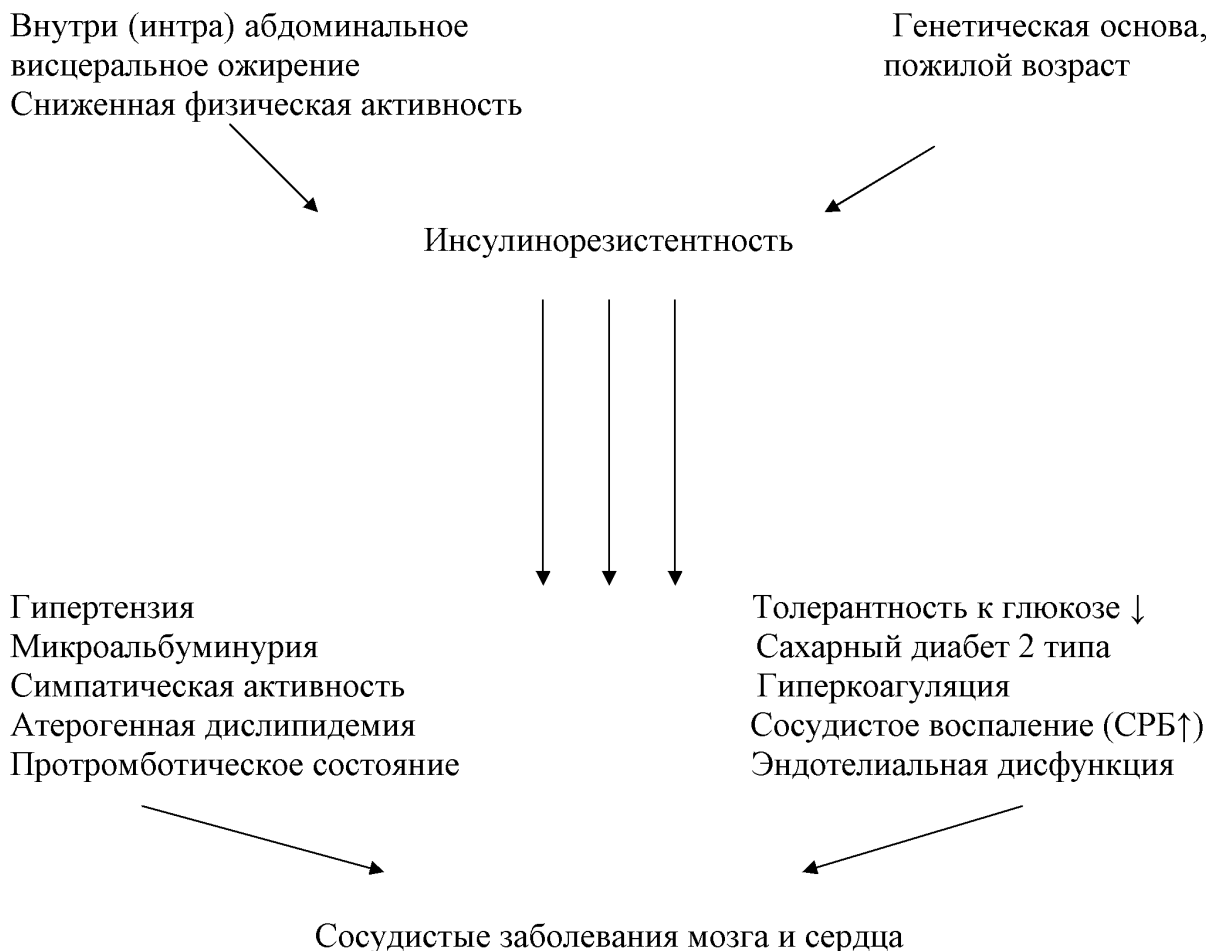 Внутри (интра) абдоминальное
висцеральное ожирение
Сниженная физическая активность
Генетическая основа,
пожилой возраст
Инсулинорезистентность
Гипертензия
Микроальбуминурия
Симпатическая активность
Атерогенная дислипидемия
Протромботическое состояние
Толерантность к глюкозе ↓
Сахарный диабет 2 типа
Гиперкоагуляция
Сосудистое воспаление (СРБ↑)
Эндотелиальная дисфункция
Сосудистые заболевания мозга и сердца